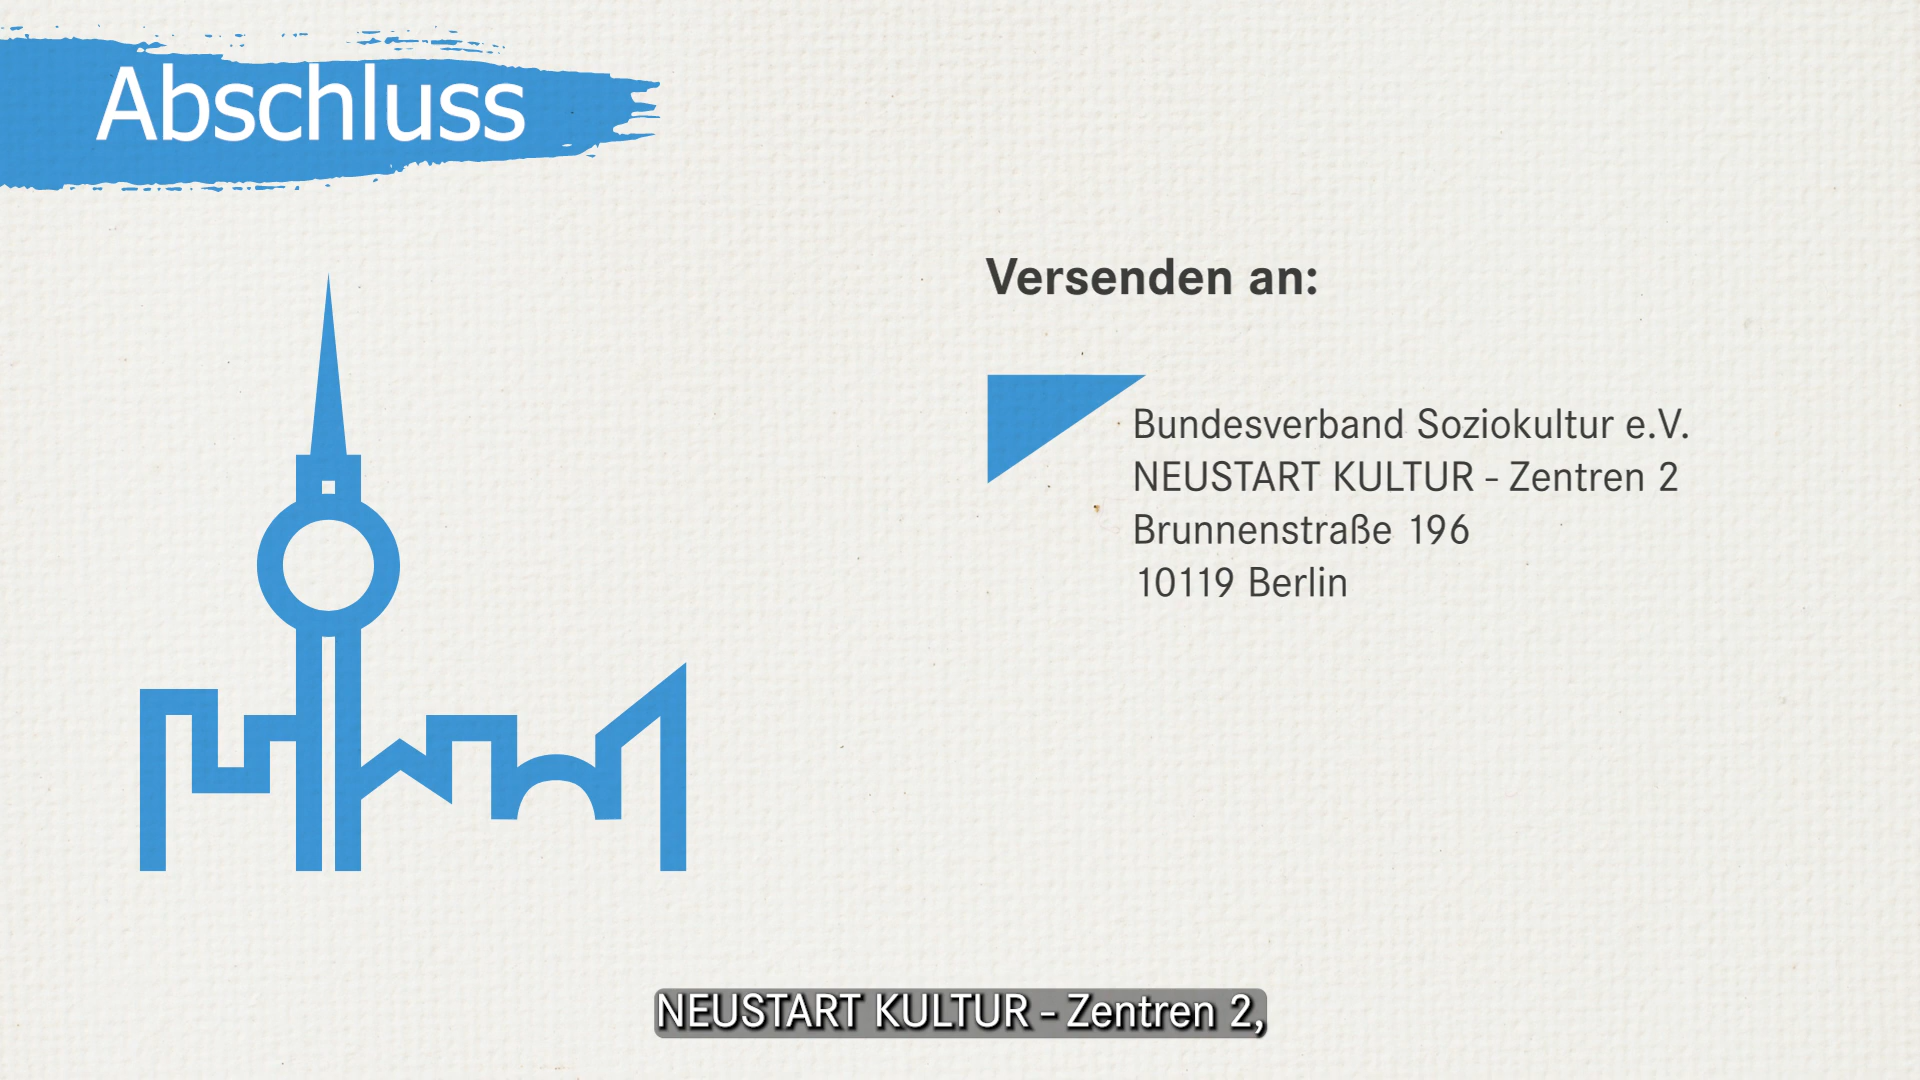 Abschluss
Versenden an:
Bundesverband Soziokultur e.V.
NEUSTART KULTUR - Zentren 2
Brunnenstraße 196
10119 Berlin
NEUSTART KULTUR - Zentren 2,